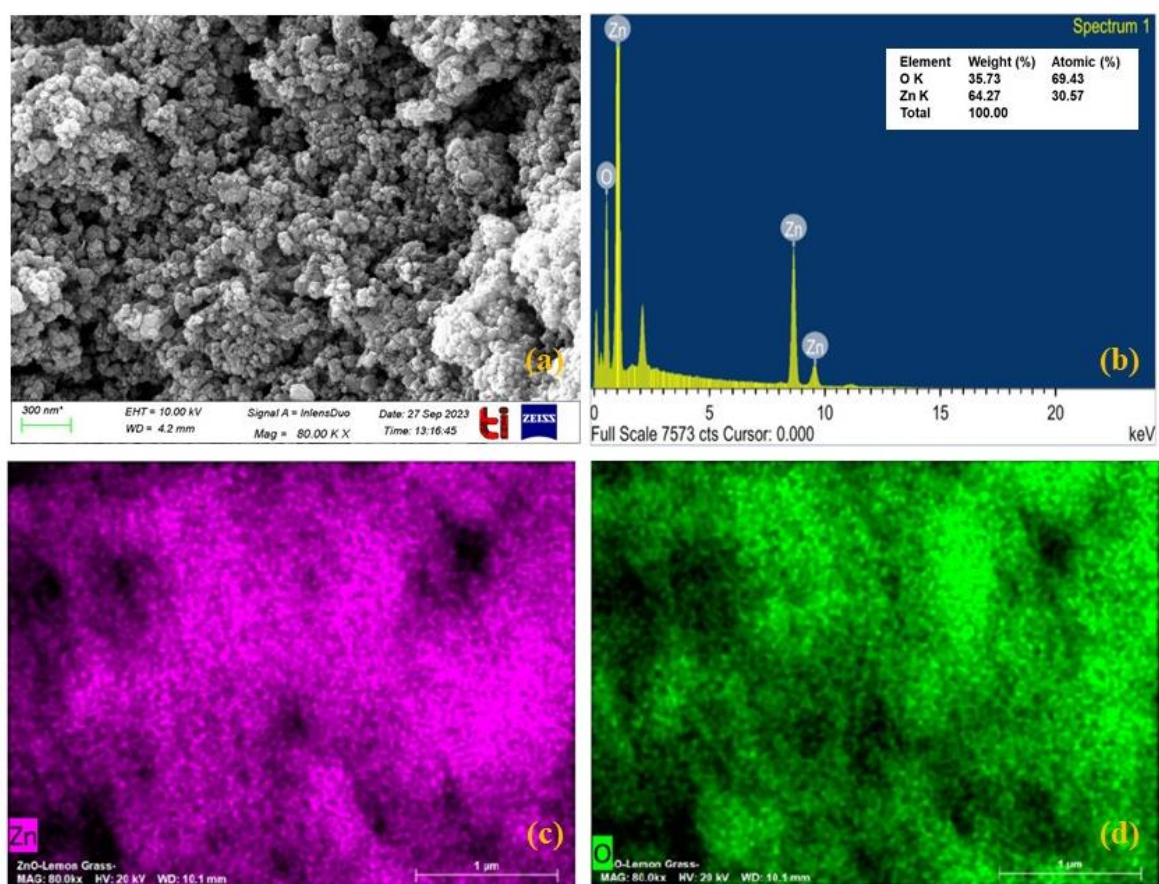 (a)
300 nm*
EHT = 10.00 kV
WD = 4.2 mm
Signal A = InlensDuo
Mag = 80.00 K X
Date: 27 Sep 2023
Time: 13:16:45
ti
ZEISS
Spectrum 1
Element Weight (%) Atomic (%)
O K 35.73 69.43
Zn K 64.27 30.57
Total 100.00
Zn
O
Zn
Zn
(b)
0 5 10 15 20
Full Scale 7573 cts Cursor: 0.000 keV
Zn
(c)
ZnO-Lemon Grass-
MAG: 80.0kx HV: 20 kV WD: 10.1 mm
1 µm
O
(d)
O-Lemon Grass-
MAG: 80.0kx HV: 20 kV WD: 10.1 mm
1 µm